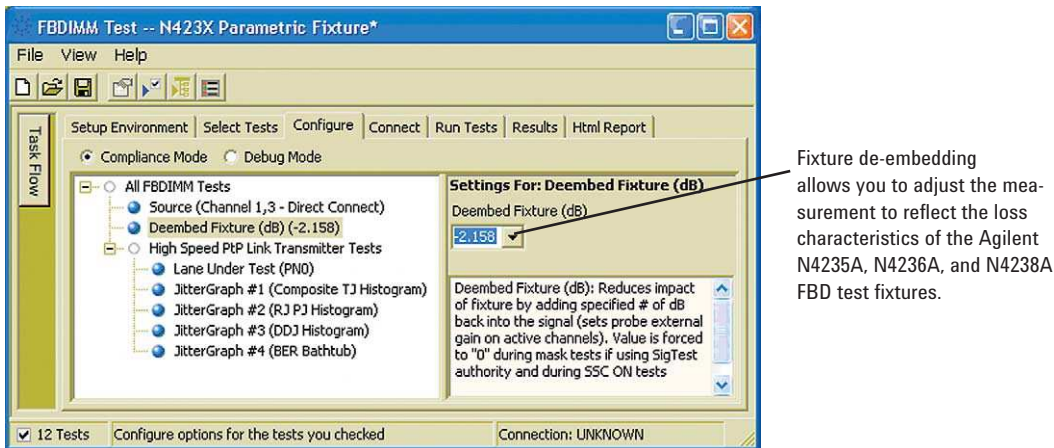 FBDIMM Test -- N423X Parametric Fixture*
File View Help
Task Flow
Setup Environment Select Tests Configure Connect Run Tests Results Html Report
Compliance Mode Debug Mode
All FBDIMM Tests
Source (Channel 1,3 - Direct Connect)
Deembed Fixture (dB) (-2.158)
High Speed PtP Link Transmitter Tests
Lane Under Test (PN0)
JitterGraph #1 (Composite TJ Histogram)
JitterGraph #2 (RJ PJ Histogram)
JitterGraph #3 (DDJ Histogram)
JitterGraph #4 (BER Bathtub)
Settings For: Deembed Fixture (dB)
Deembed Fixture (dB)
-2.158
Deembed Fixture (dB): Reduces impact
of fixture by adding specified # of dB
back into the signal (sets probe external
gain on active channels). Value is forced
to "0" during mask tests if using SigTest
authority and during SSC ON tests
12 Tests Configure options for the tests you checked Connection: UNKNOWN
Fixture de-embedding
allows you to adjust the mea-
surement to reflect the loss
characteristics of the Agilent
N4235A, N4236A, and N4238A
FBD test fixtures.